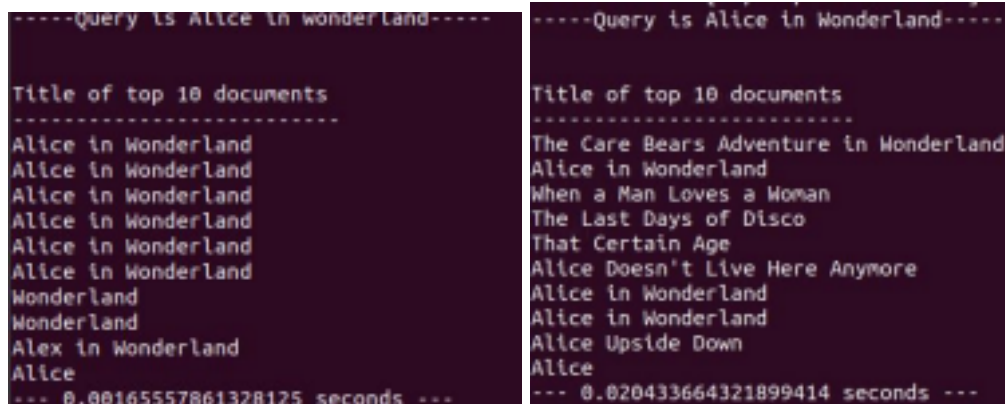 -----Query is Alice in wonderland-----
Title of top 10 documents
--------------------------
Alice in Wonderland
Alice in Wonderland
Alice in Wonderland
Alice in Wonderland
Alice in Wonderland
Alice in Wonderland
Wonderland
Wonderland
Alex in Wonderland
Alice
--- 0.001655578613 28125 seconds ---
-----Query is Alice in Wonderland-----
Title of top 10 documents
--------------------------
The Care Bears Adventure in Wonderland
Alice in Wonderland
When a Man Loves a Woman
The Last Days of Disco
That Certain Age
Alice Doesn't Live Here Anymore
Alice in Wonderland
Alice in Wonderland
Alice Upside Down
Alice
--- 0.020433664321899414 seconds ---